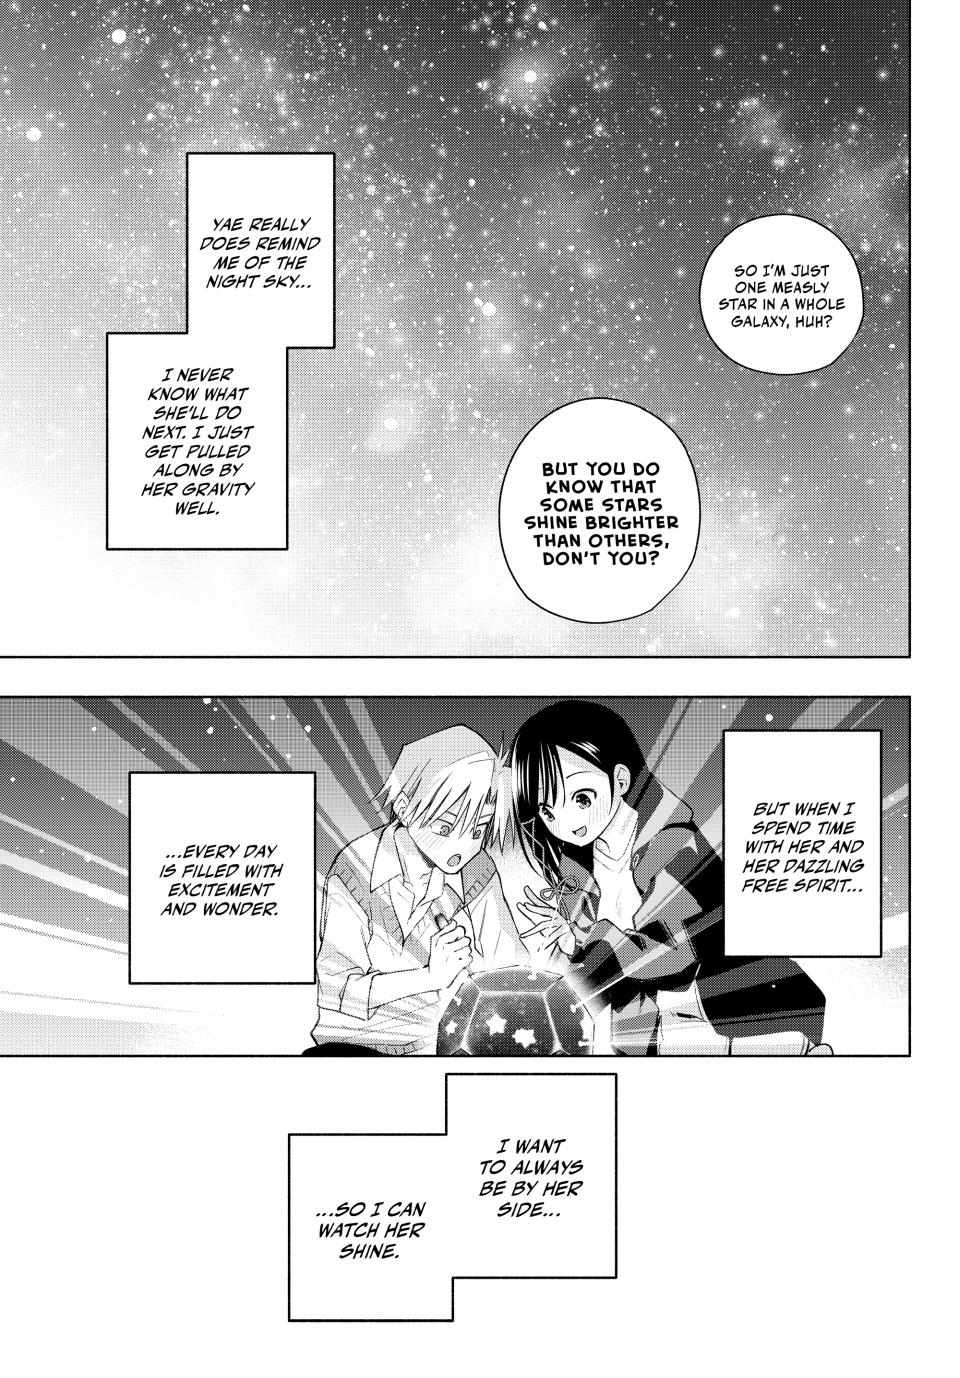 SO I'M JUST
ONE MEASLY
STAR IN A WHOLE
GALAXY, HUH?
BUT YOU DO
KNOW THAT
SOME STARS
SHINE BRIGHTER
THAN OTHERS,
DON'T YOU?
YAE REALLY
DOES REMIND
ME OF THE
NIGHT SKY...
I NEVER
KNOW WHAT
SHE'LL DO
NEXT. I JUST
GET PULLED
ALONG BY
HER GRAVITY
WELL.
BUT WHEN I
SPEND TIME
WITH HER AND
HER DAZZLING
FREE SPIRIT...
...EVERY DAY
IS FILLED WITH
EXCITEMENT
AND WONDER.
I WANT
TO ALWAYS
BE BY HER
SIDE...
...SO I CAN
WATCH HER
SHINE.